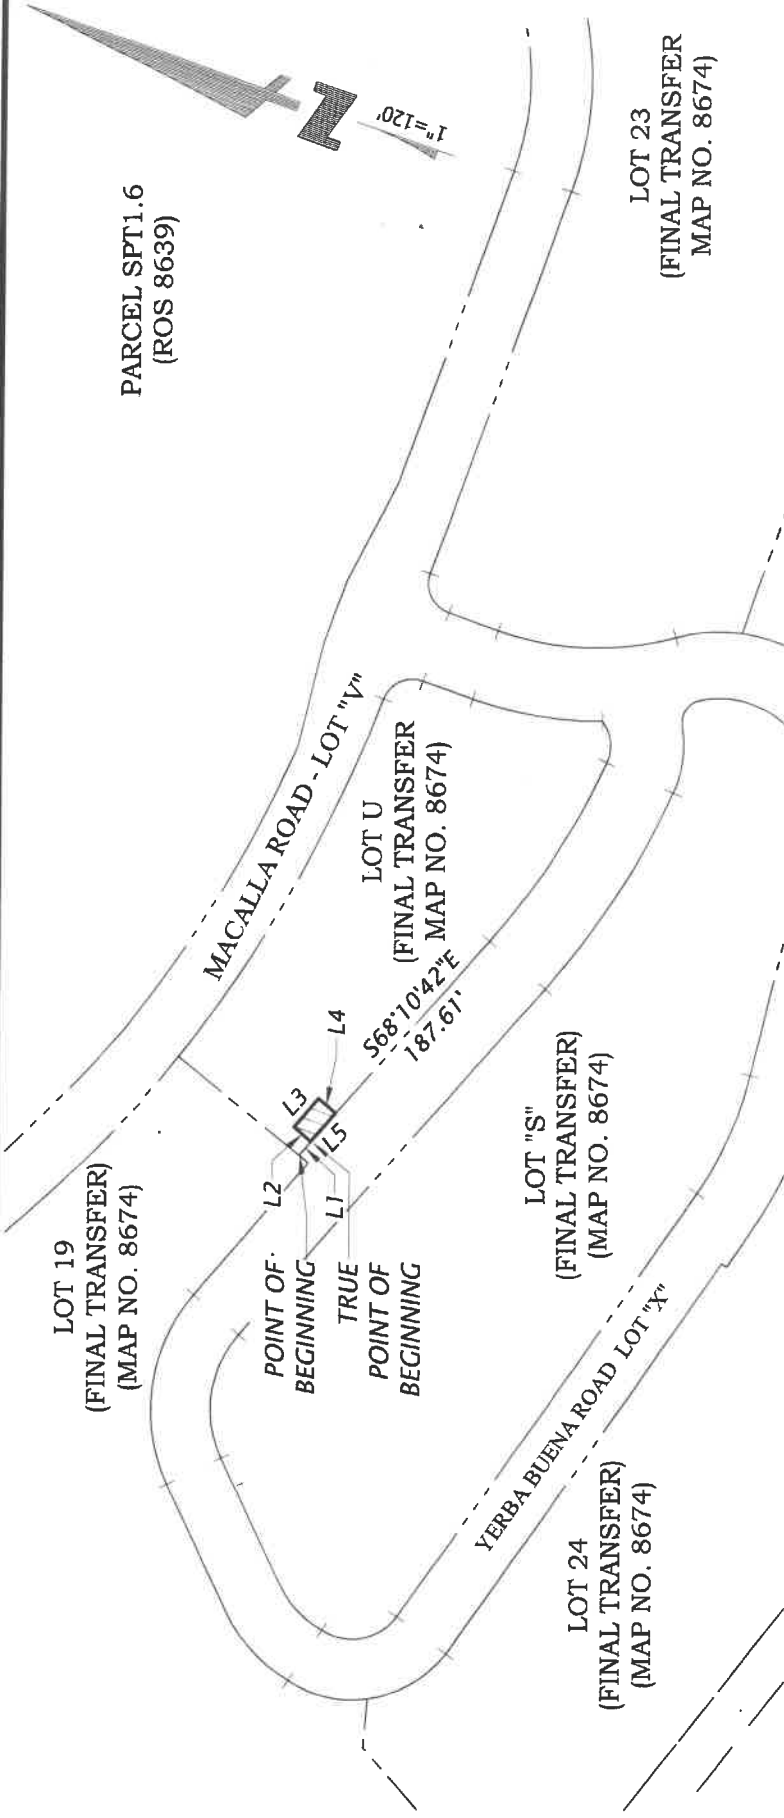 PARCEL SPT1.6
(ROS 8639)
1"=120'
LOT 23
(FINAL TRANSFER
MAP NO. 8674)
MACALLA ROAD - LOT "V"
LOT U
(FINAL TRANSFER
MAP NO. 8674)
S68°10'42"E
187.61'
L4
L3
L5
L2
L1
LOT 19
(FINAL TRANSFER)
(MAP NO. 8674)
POINT OF
BEGINNING
TRUE
POINT OF
BEGINNING
LOT "S"
(FINAL TRANSFER)
(MAP NO. 8674)
YERBA BUENA ROAD LOT "X"
LOT 24
(FINAL TRANSFER)
(MAP NO. 8674)